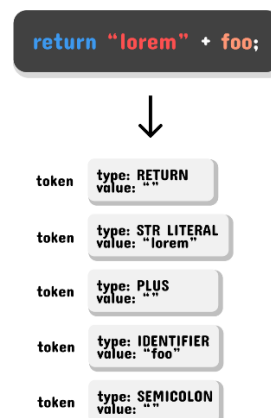 return “lorem” + foo;
token
type: RETURN
value: “”
token
type: STR LITERAL
value: “lorem”
token
type: PLUS
value: “”
token
type: IDENTIFIER
value: “foo”
token
type: SEMICOLON
value: “”